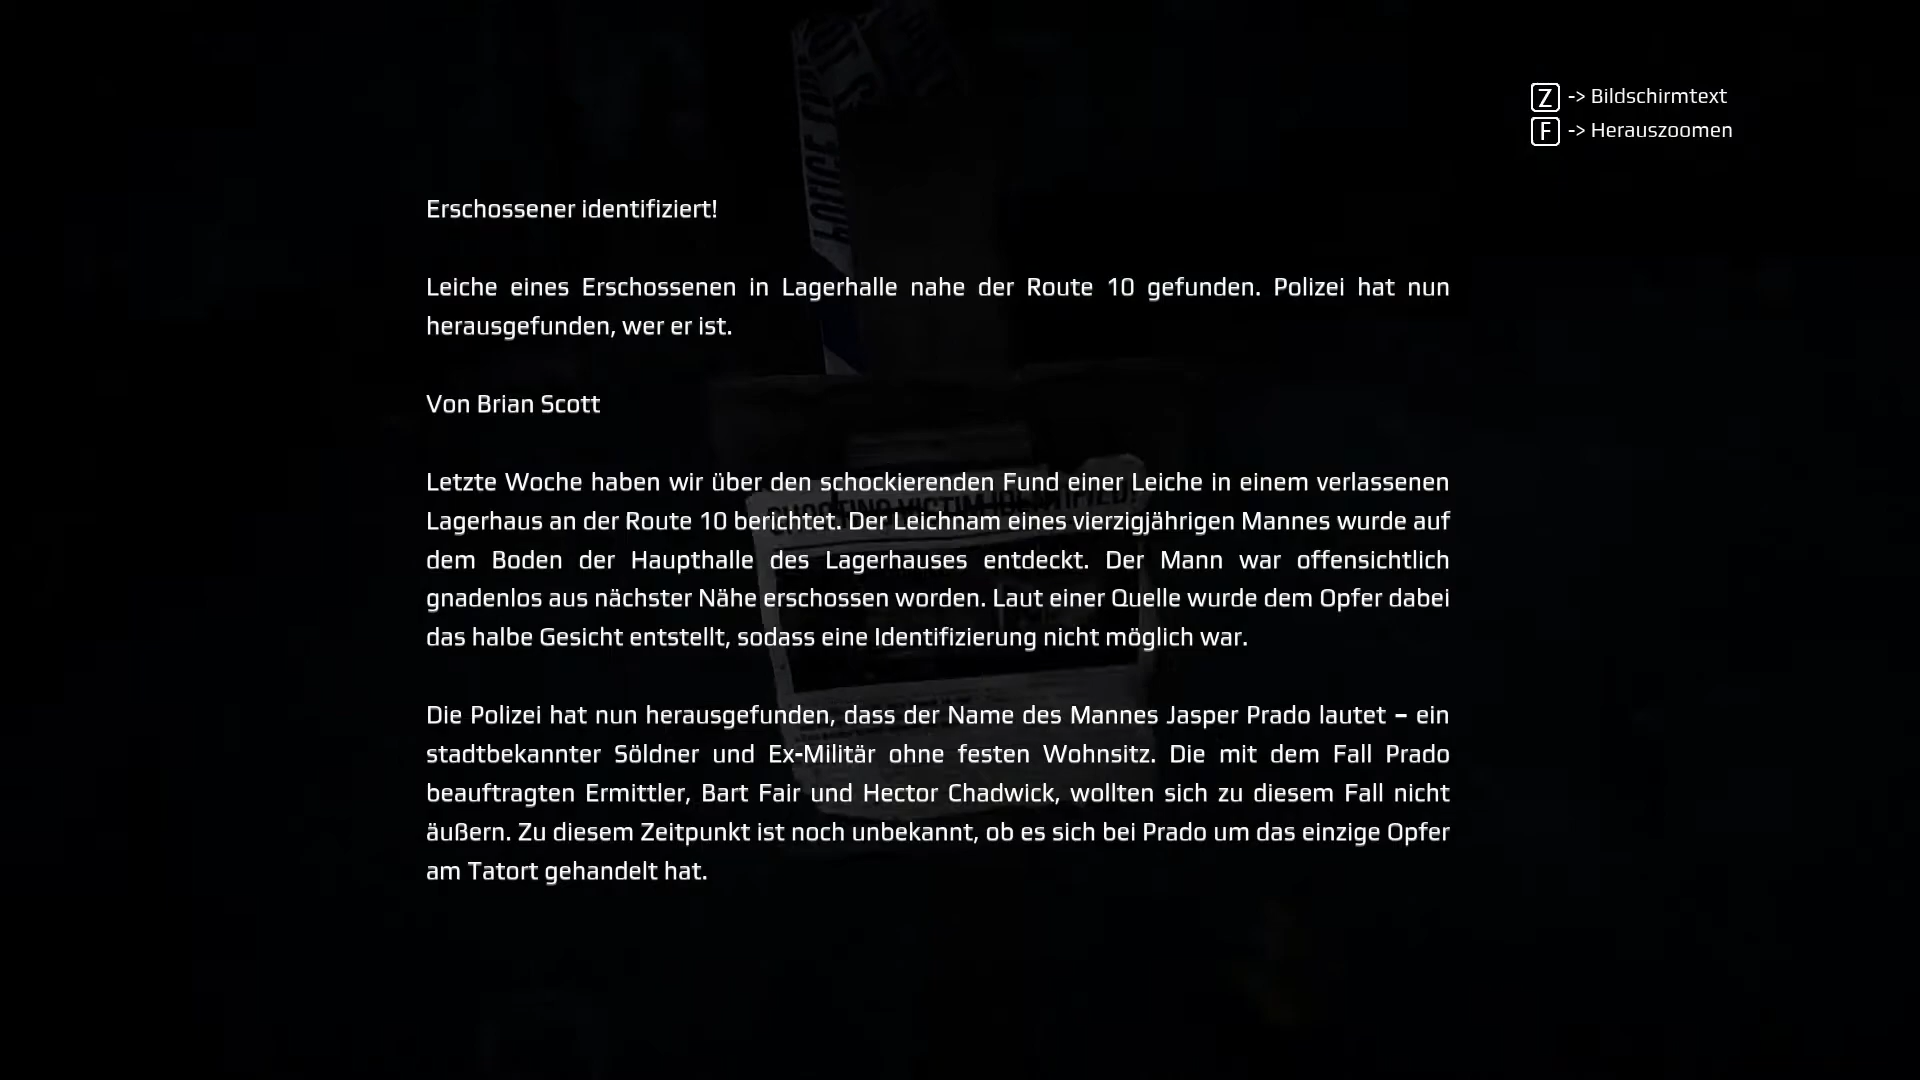 Z -> Bildschirmtext
F -> Herauszoomen
Erschossener identifiziert!
Leiche eines Erschossenen in Lagerhalle nahe der Route 10 gefunden. Polizei hat nun
herausgefunden, wer er ist.
Von Brian Scott
Letzte Woche haben wir über den schockierenden Fund einer Leiche in einem verlassenen
Lagerhaus an der Route 10 berichtet. Der Leichnam eines vierzigjährigen Mannes wurde auf
dem Boden der Haupthalle des Lagerhauses entdeckt. Der Mann war offensichtlich
gnadenlos aus nächster Nähe erschossen worden. Laut einer Quelle wurde dem Opfer dabei
das halbe Gesicht entstellt, sodass eine Identifizierung nicht möglich war.
Die Polizei hat nun herausgefunden, dass der Name des Mannes Jasper Prado lautet – ein
stadtbekannter Söldner und Ex-Militär ohne festen Wohnsitz. Die mit dem Fall Prado
beauftragten Ermittler, Bart Fair und Hector Chadwick, wollten sich zu diesem Fall nicht
äußern. Zu diesem Zeitpunkt ist noch unbekannt, ob es sich bei Prado um das einzige Opfer
am Tatort gehandelt hat.